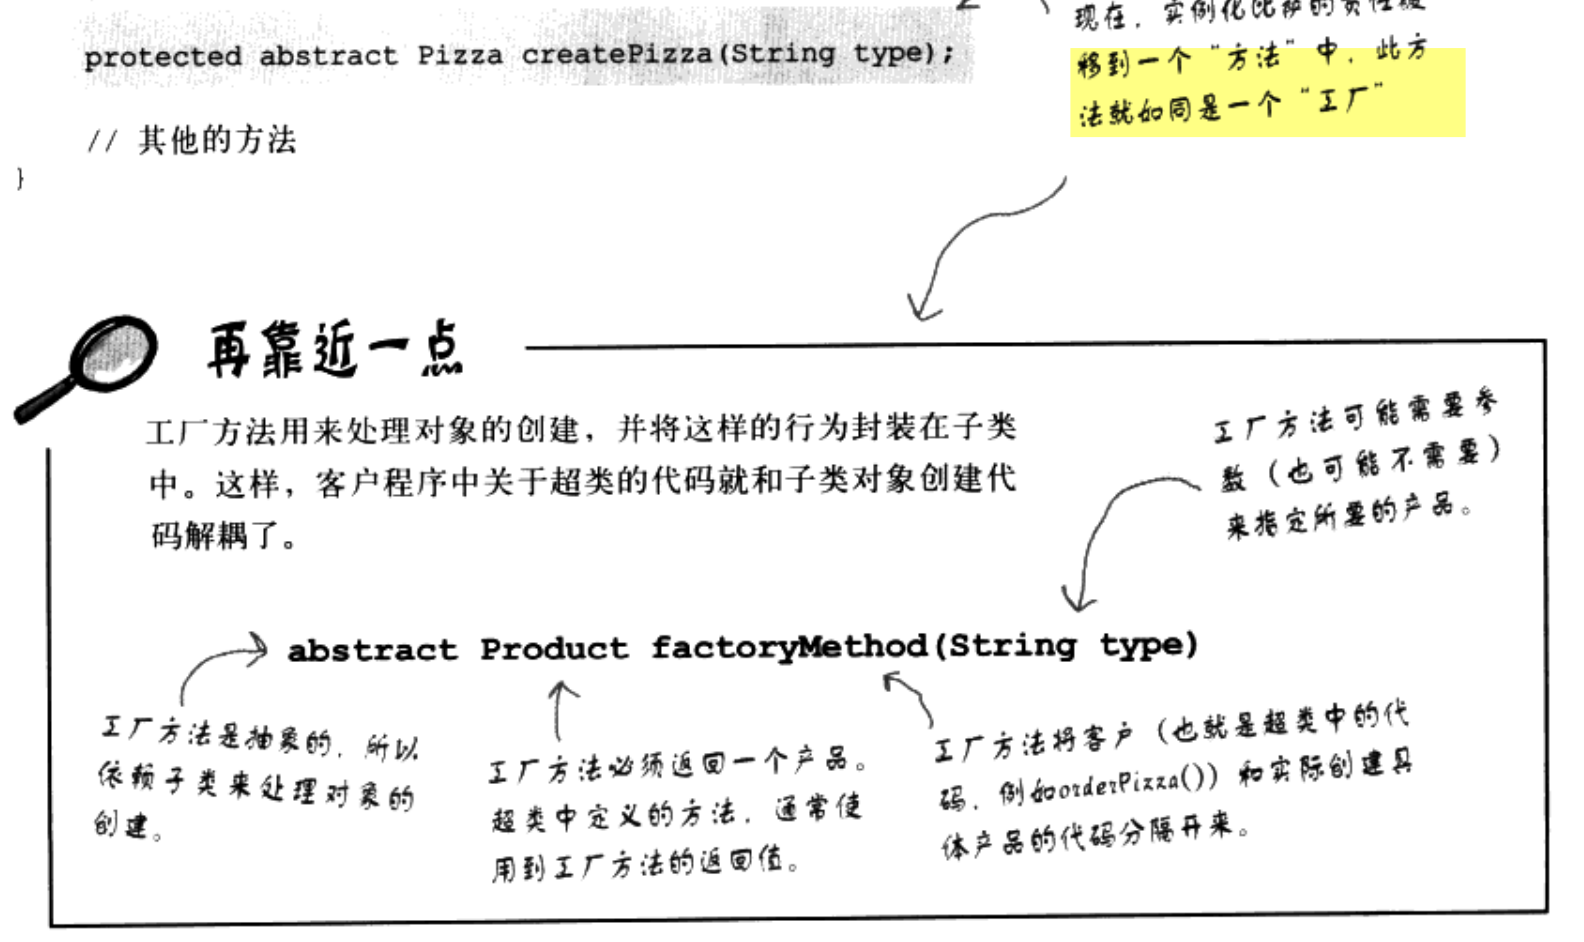 现在，实例化比萨的责任被
protected abstract Pizza createPizza(String type);
移到一个“方法”中，此方
法就如同是一个“工厂”
// 其他的方法
}
再靠近一点
工厂方法用来处理对象的创建，并将这样的行为封装在子类
中。这样，客户程序中关于超类的代码就和子类对象创建代
码解耦了。
工厂方法可能需要参
数（也可能不需要）
来指定所要的产品。
abstract Product factoryMethod(String type)
工厂方法是抽象的，所以
依赖子类来处理对象的
创建。
工厂方法必须返回一个产品。
超类中定义的方法，通常使
用到工厂方法的返回值。
工厂方法将客户（也就是超类中的代
码，例如orderPizza()）和实际创建具
体产品的代码分隔开来。